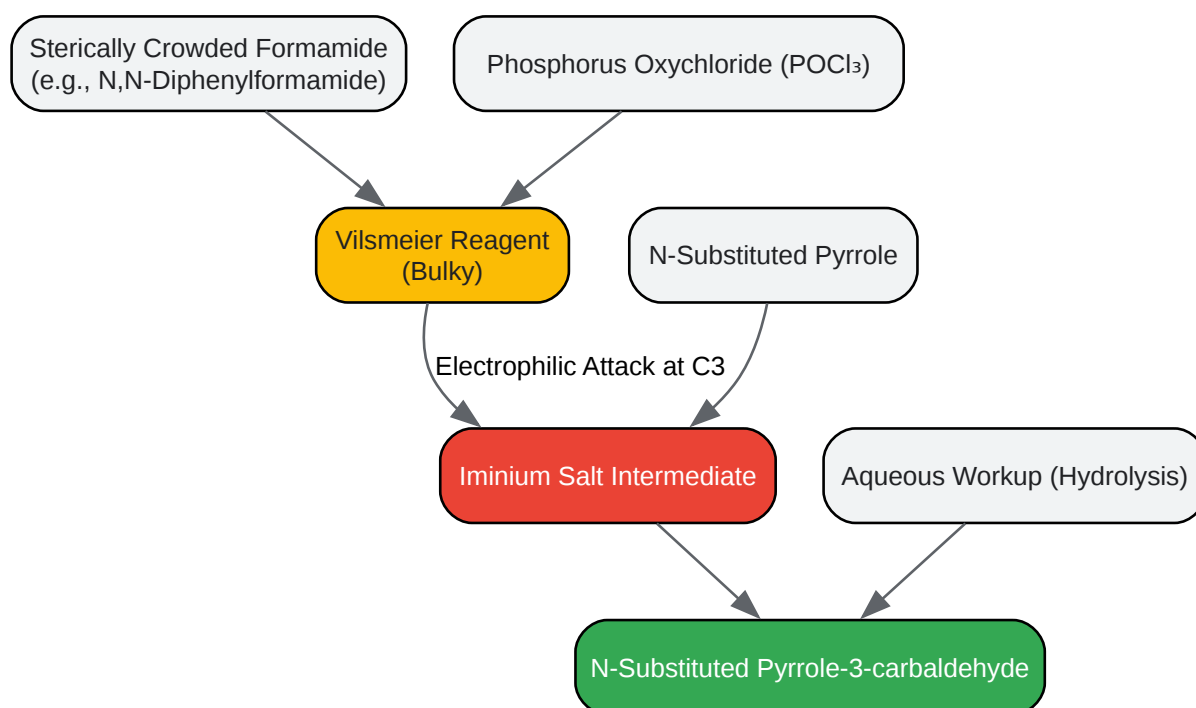 Sterically Crowded Formamide
(e.g., N,N-Diphenylformamide)
Phosphorus Oxychloride (POCl₃)
Vilsmeier Reagent
(Bulky)
N-Substituted Pyrrole
Electrophilic Attack at C3
Iminium Salt Intermediate
Aqueous Workup (Hydrolysis)
N-Substituted Pyrrole-3-carbaldehyde